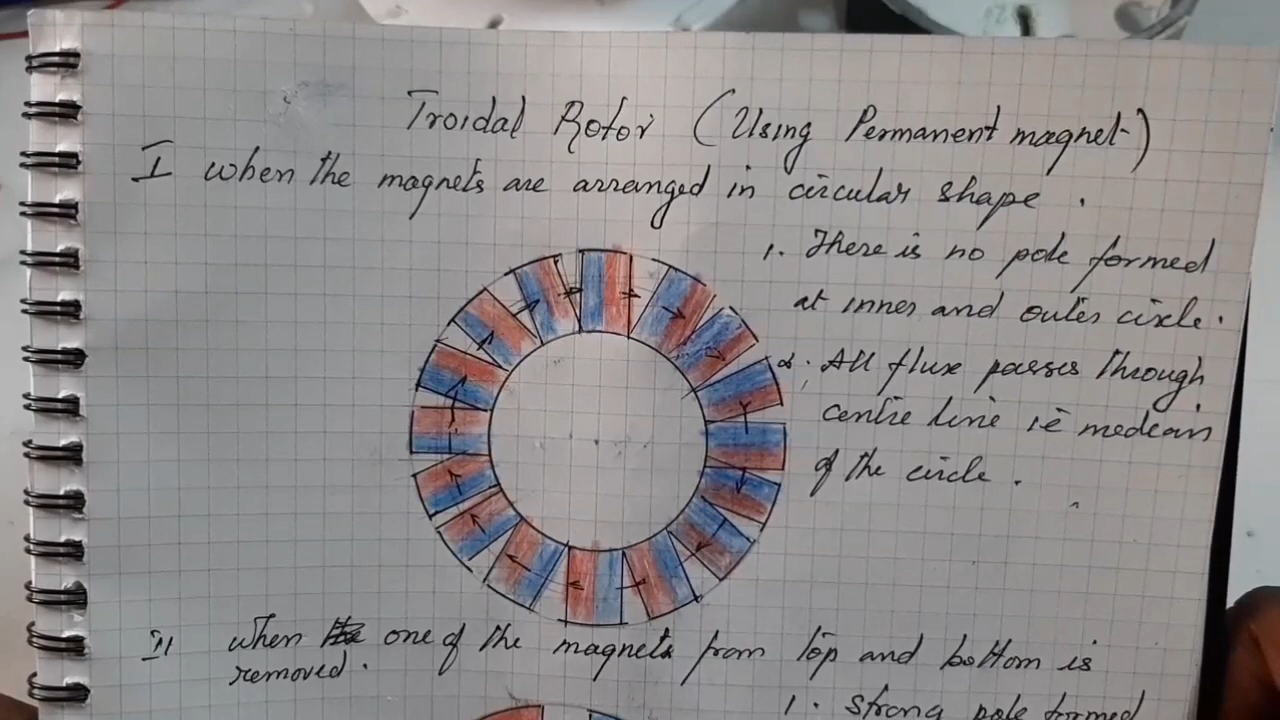 Troidal Rotor (Using Permanent magnet)
I when the magnets are arranged in circular shape.
1. There is no pole formed
at inner and outer circle.
2. All flux passes through
centre line i.e medeian
of the circle.
II when one of the magnets from top and bottom is
removed.
1. strong pole formed